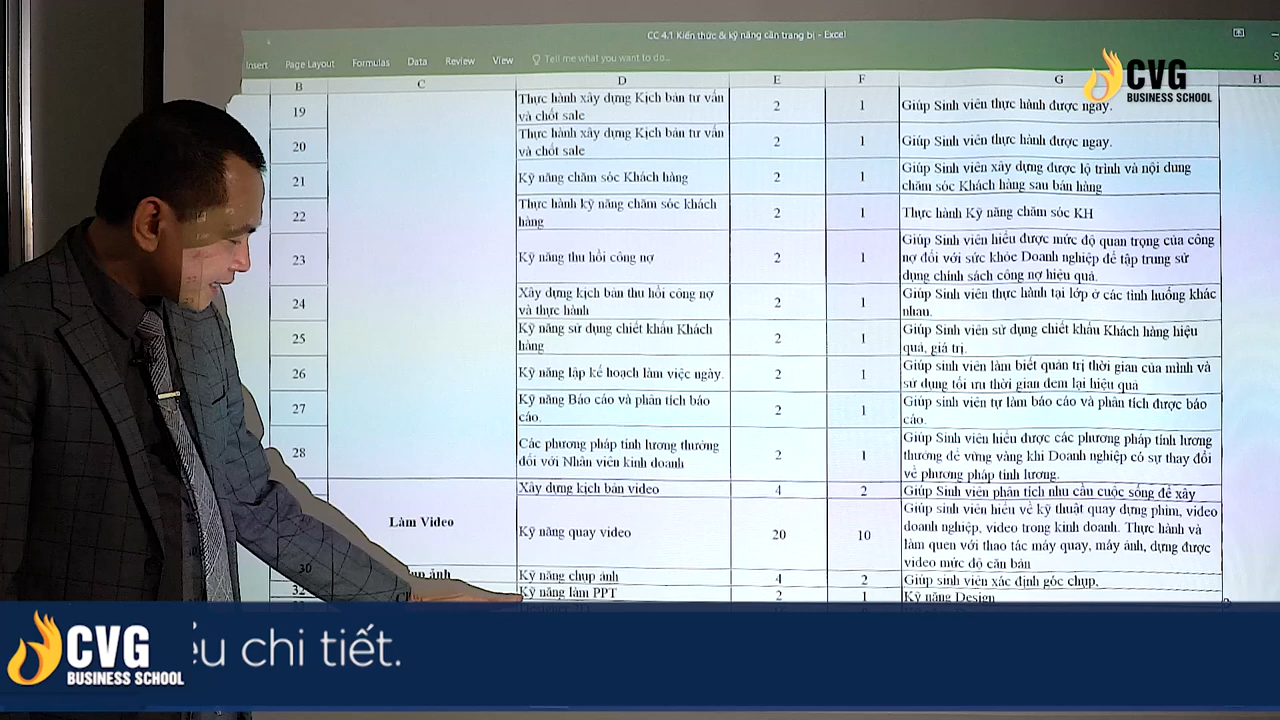 CC 4.1 Kiến thức & kỹ năng cần trang bị - Excel
Insert Page Layout Formulas Data Review View Tell me what you want to do...
CVG
BUSINESS SCHOOL
B C D E F G H
19 Thực hành xây dựng Kịch bản tư vấn và chốt sale 2 1 Giúp Sinh viên thực hành được ngay.
20 Thực hành xây dựng Kịch bản tư vấn và chốt sale 2 1 Giúp Sinh viên thực hành được ngay.
21 Kỹ năng chăm sóc Khách hàng 2 1 Giúp Sinh viên xây dựng được lộ trình và nội dung chăm sóc Khách hàng sau bán hàng
22 Thực hành kỹ năng chăm sóc khách hàng 2 1 Thực hành Kỹ năng chăm sóc KH
23 Kỹ năng thu hồi công nợ 2 1 Giúp Sinh viên hiểu được mức độ quan trọng của công nợ đối với sức khỏe Doanh nghiệp để tập trung sử dụng chính sách công nợ hiệu quả.
24 Xây dựng kịch bản thu hồi công nợ và thực hành 2 1 Giúp Sinh viên thực hành tại lớp ở các tình huống khác nhau.
25 Kỹ năng sử dụng chiết khấu Khách hàng 2 1 Giúp Sinh viên sử dụng chiết khấu Khách hàng hiệu quả, giá trị.
26 Kỹ năng lập kế hoạch làm việc ngày. 2 1 Giúp sinh viên làm biết quản trị thời gian của mình và sử dụng tối ưu thời gian đem lại hiệu quả
27 Kỹ năng Báo cáo và phân tích báo cáo. 2 1 Giúp sinh viên tự làm báo cáo và phân tích được báo cáo.
28 Các phương pháp tính lương thưởng đối với Nhân viên kinh doanh 2 1 Giúp Sinh viên hiểu được các phương pháp tính lương thưởng để vững vàng khi Doanh nghiệp có sự thay đổi về phương pháp tính lương.
Xây dựng kịch bản video 4 2 Giúp Sinh viên phân tích nhu cầu cuộc sống để xây
30 Làm Video Kỹ năng quay video 20 10 Giúp sinh viên hiểu về kỹ thuật quay dựng phim, video doanh nghiệp, video trong kinh doanh. Thực hành và làm quen với thao tác máy quay, máy ảnh, dựng được video mức độ căn bản
ảnh Kỹ năng chụp ảnh 4 2 Giúp sinh viên xác định góc chụp,
32 Kỹ năng làm PPT 2 1 Kỹ năng Design
CVG
BUSINESS SCHOOL
ểu chi tiết.